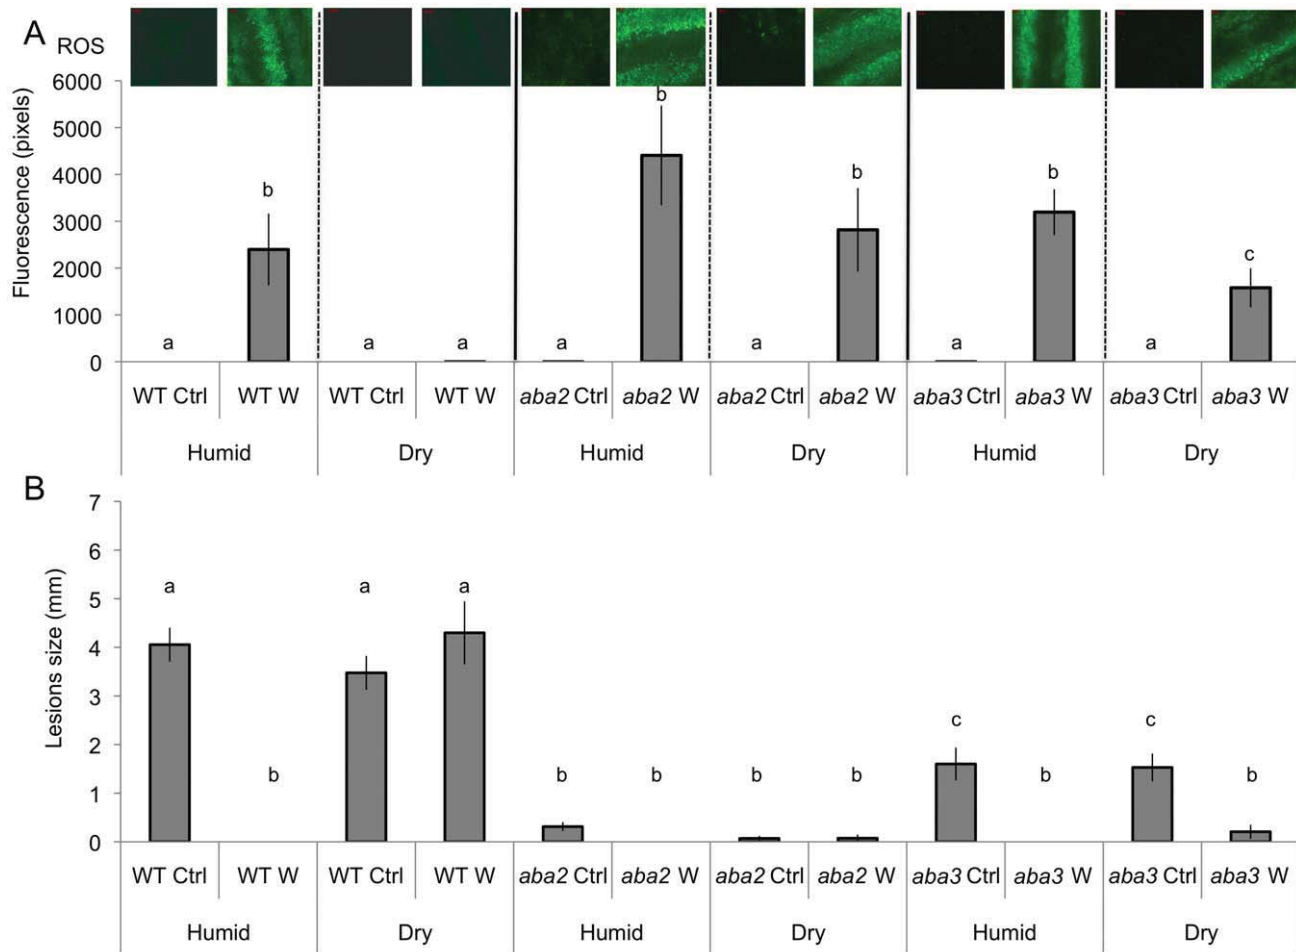 A
ROS
Fluorescence (pixels)
6000
5000
4000
3000
2000
1000
0
a b a a a b a b a b a c
WT Ctrl WT W WT Ctrl WT W aba2 Ctrl aba2 W aba2 Ctrl aba2 W aba3 Ctrl aba3 W aba3 Ctrl aba3 W
Humid Dry Humid Dry Humid Dry
B
Lesions size (mm)
7
6
5
4
3
2
1
0
a b a a b b b b c b c b
WT Ctrl WT W WT Ctrl WT W aba2 Ctrl aba2 W aba2 Ctrl aba2 W aba3 Ctrl aba3 W aba3 Ctrl aba3 W
Humid Dry Humid Dry Humid Dry